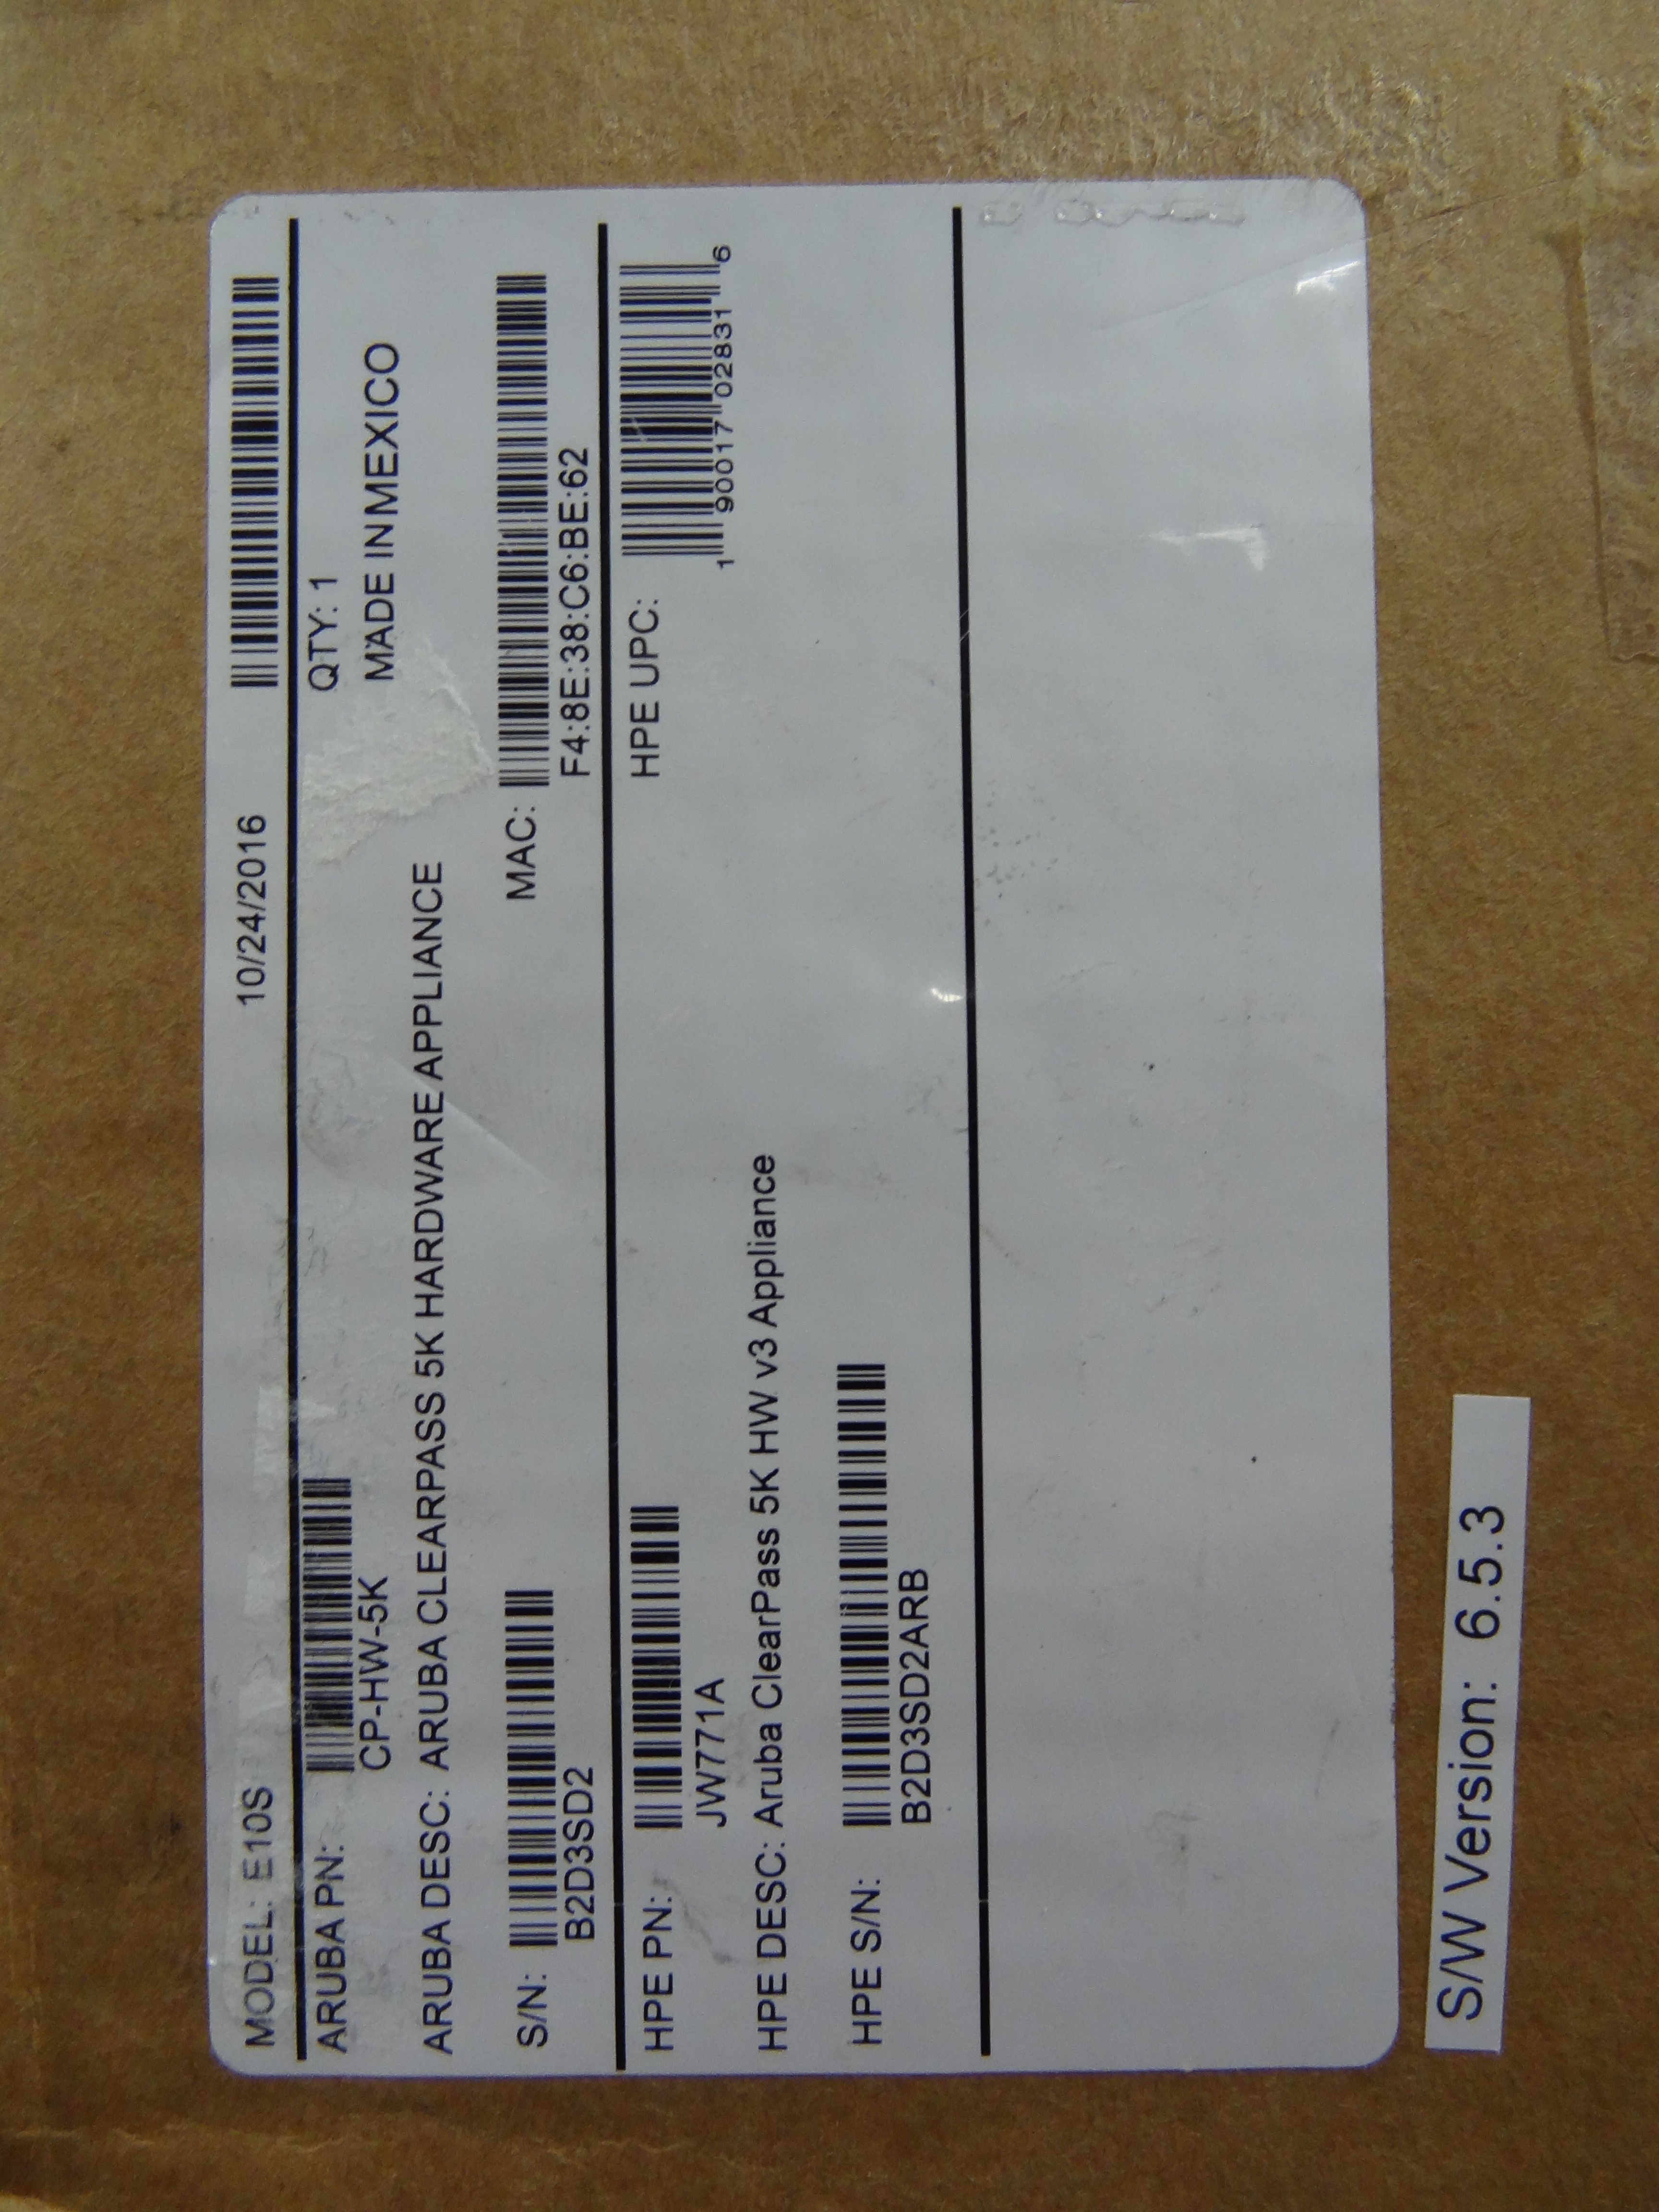 MODEL: E10S 10/24/2016
ARUBA PN: QTY: 1
CP-HW-5K MADE IN MEXICO
ARUBA DESC: ARUBA CLEARPASS 5K HARDWARE APPLIANCE
S/N: MAC:
B2D3SD2 F4:8E:38:C6:BE:62
HPE PN: HPE UPC:
JW771A 1 90017 02831 6
HPE DESC: Aruba ClearPass 5K HW v3 Appliance
HPE S/N:
B2D3SD2ARB
S/W Version: 6.5.3